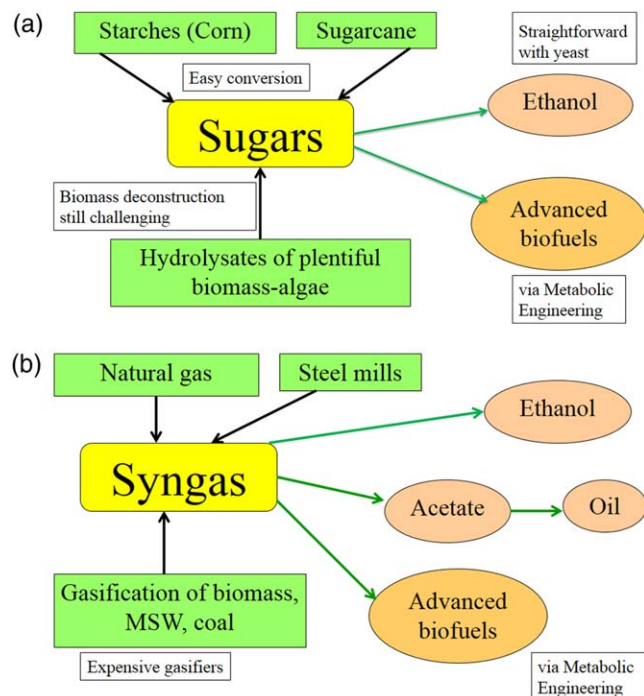 (a)
Starches (Corn)
Sugarcane
Straightforward
with yeast
Easy conversion
Ethanol
Sugars
Biomass deconstruction
still challenging
Advanced
biofuels
Hydrolysates of plentiful
biomass-algae
via Metabolic
Engineering
(b)
Natural gas
Steel mills
Ethanol
Syngas
Acetate
Oil
Gasification of biomass,
MSW, coal
Advanced
biofuels
Expensive gasifiers
via Metabolic
Engineering